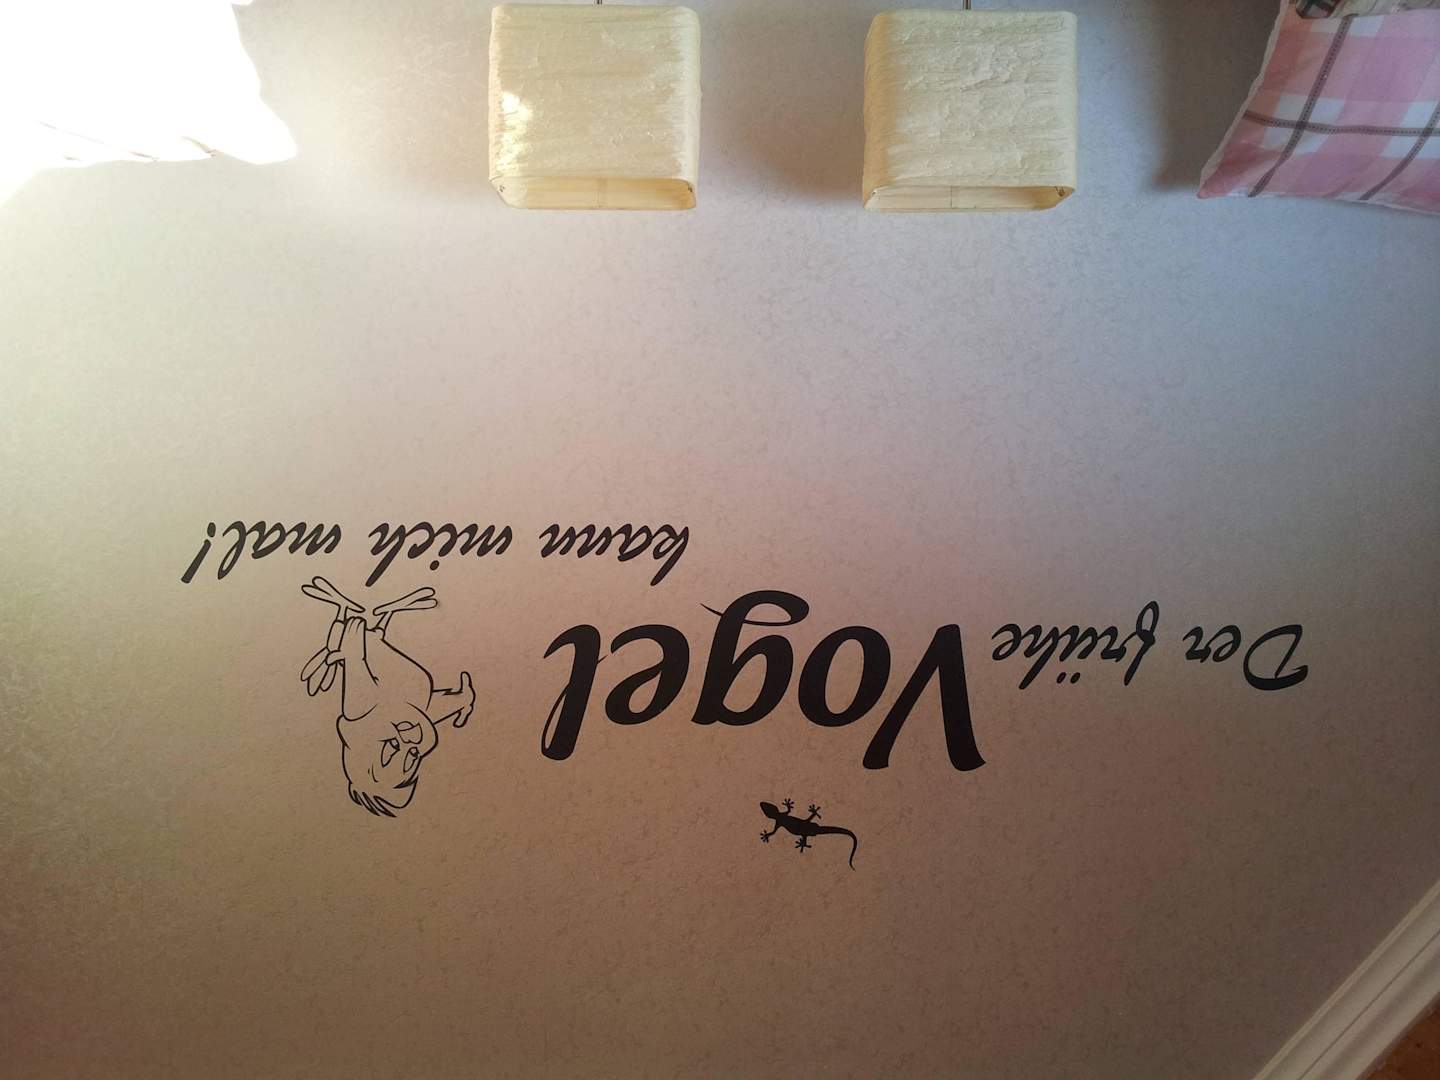 Der frühe
Vogel
kann mich mal!